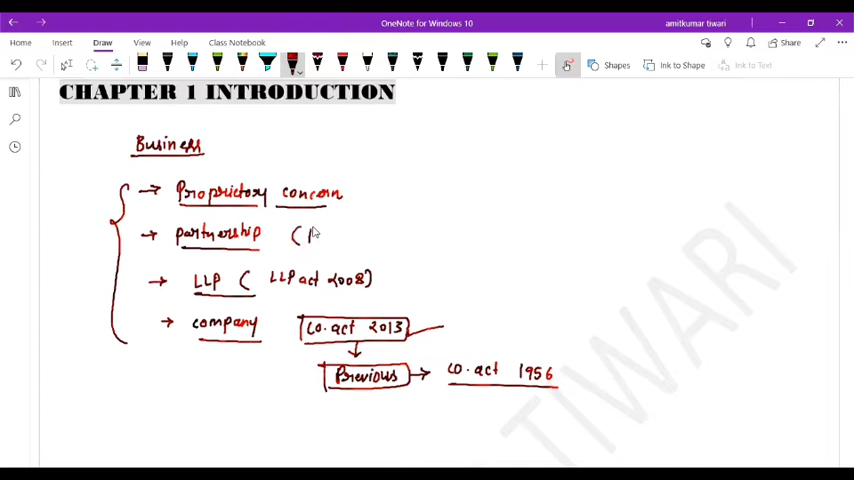 OneNote for Windows 10
amitkumar tiwari
Home Insert Draw View Help Class Notebook Share
Shapes Ink to Shape Ink to Text
CHAPTER 1 INTRODUCTION
Business
→ Proprictory concern
→ partnership (
→ LLP ( LLP act 2008)
→ company Co. act 2013
Previous → Co. act 1956
TIWARI